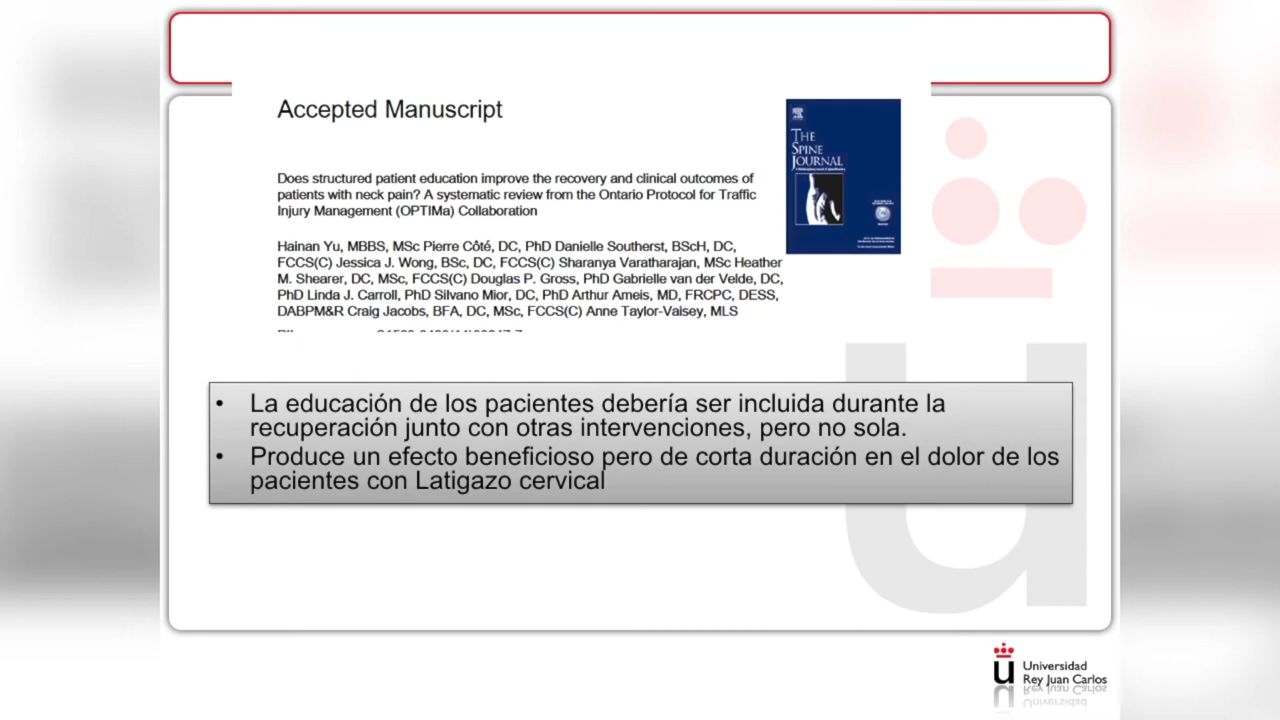 Accepted Manuscript
THE
SPINE
JOURNAL
Does structured patient education improve the recovery and clinical outcomes of
patients with neck pain? A systematic review from the Ontario Protocol for Traffic
Injury Management (OPTIMa) Collaboration
Hainan Yu, MBBS, MSc Pierre Côté, DC, PhD Danielle Southerst, BScH, DC,
FCCS(C) Jessica J. Wong, BSc, DC, FCCS(C) Sharanya Varatharajan, MSc Heather
M. Shearer, DC, MSc, FCCS(C) Douglas P. Gross, PhD Gabrielle van der Velde, DC,
PhD Linda J. Carroll, PhD Silvano Mior, DC, PhD Arthur Ameis, MD, FRCPC, DESS,
DABPM&R Craig Jacobs, BFA, DC, MSc, FCCS(C) Anne Taylor-Vaisey, MLS
• La educación de los pacientes debería ser incluida durante la
recuperación junto con otras intervenciones, pero no sola.
• Produce un efecto beneficioso pero de corta duración en el dolor de los
pacientes con Latigazo cervical
Universidad
Rey Juan Carlos